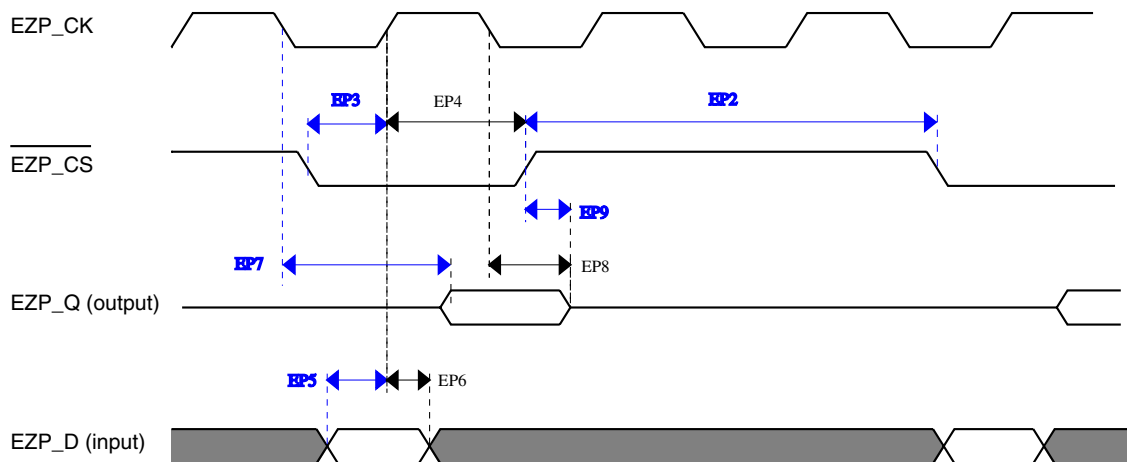 EZP_CK
EP3
EP4
EP2
EZP_CS
EP9
EP7
EP8
EZP_Q (output)
EP5
EP6
EZP_D (input)